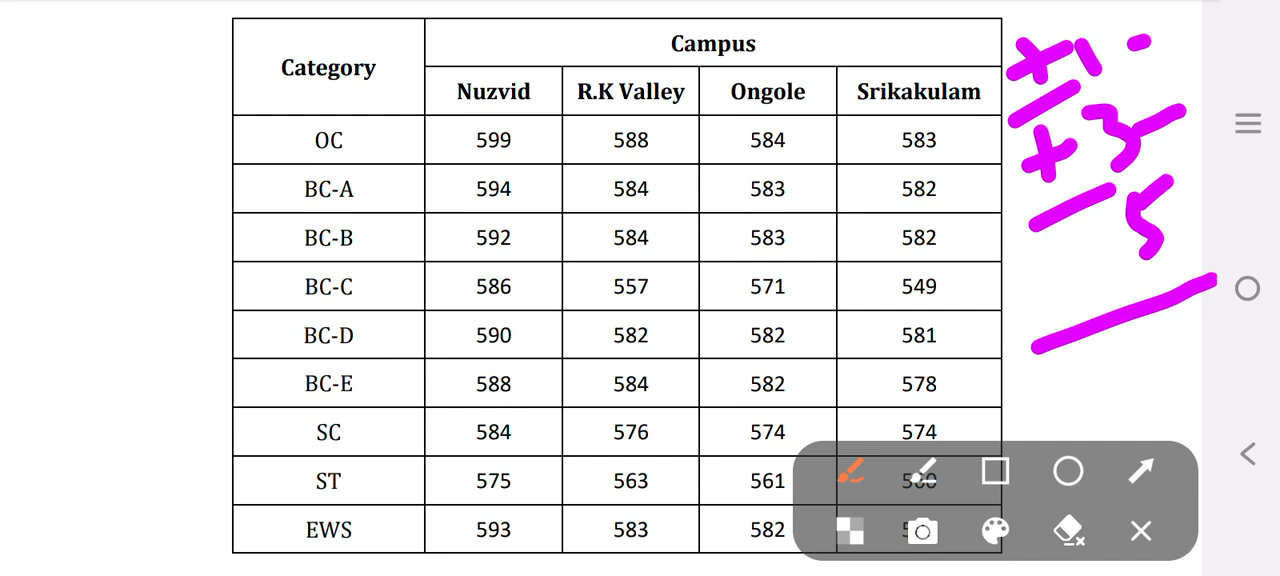 Category Campus
Nuzvid R.K Valley Ongole Srikakulam
OC 599 588 584 583
BC-A 594 584 583 582
BC-B 592 584 583 582
BC-C 586 557 571 549
BC-D 590 582 582 581
BC-E 588 584 582 578
SC 584 576 574 574
ST 575 563 561 560
EWS 593 583 582